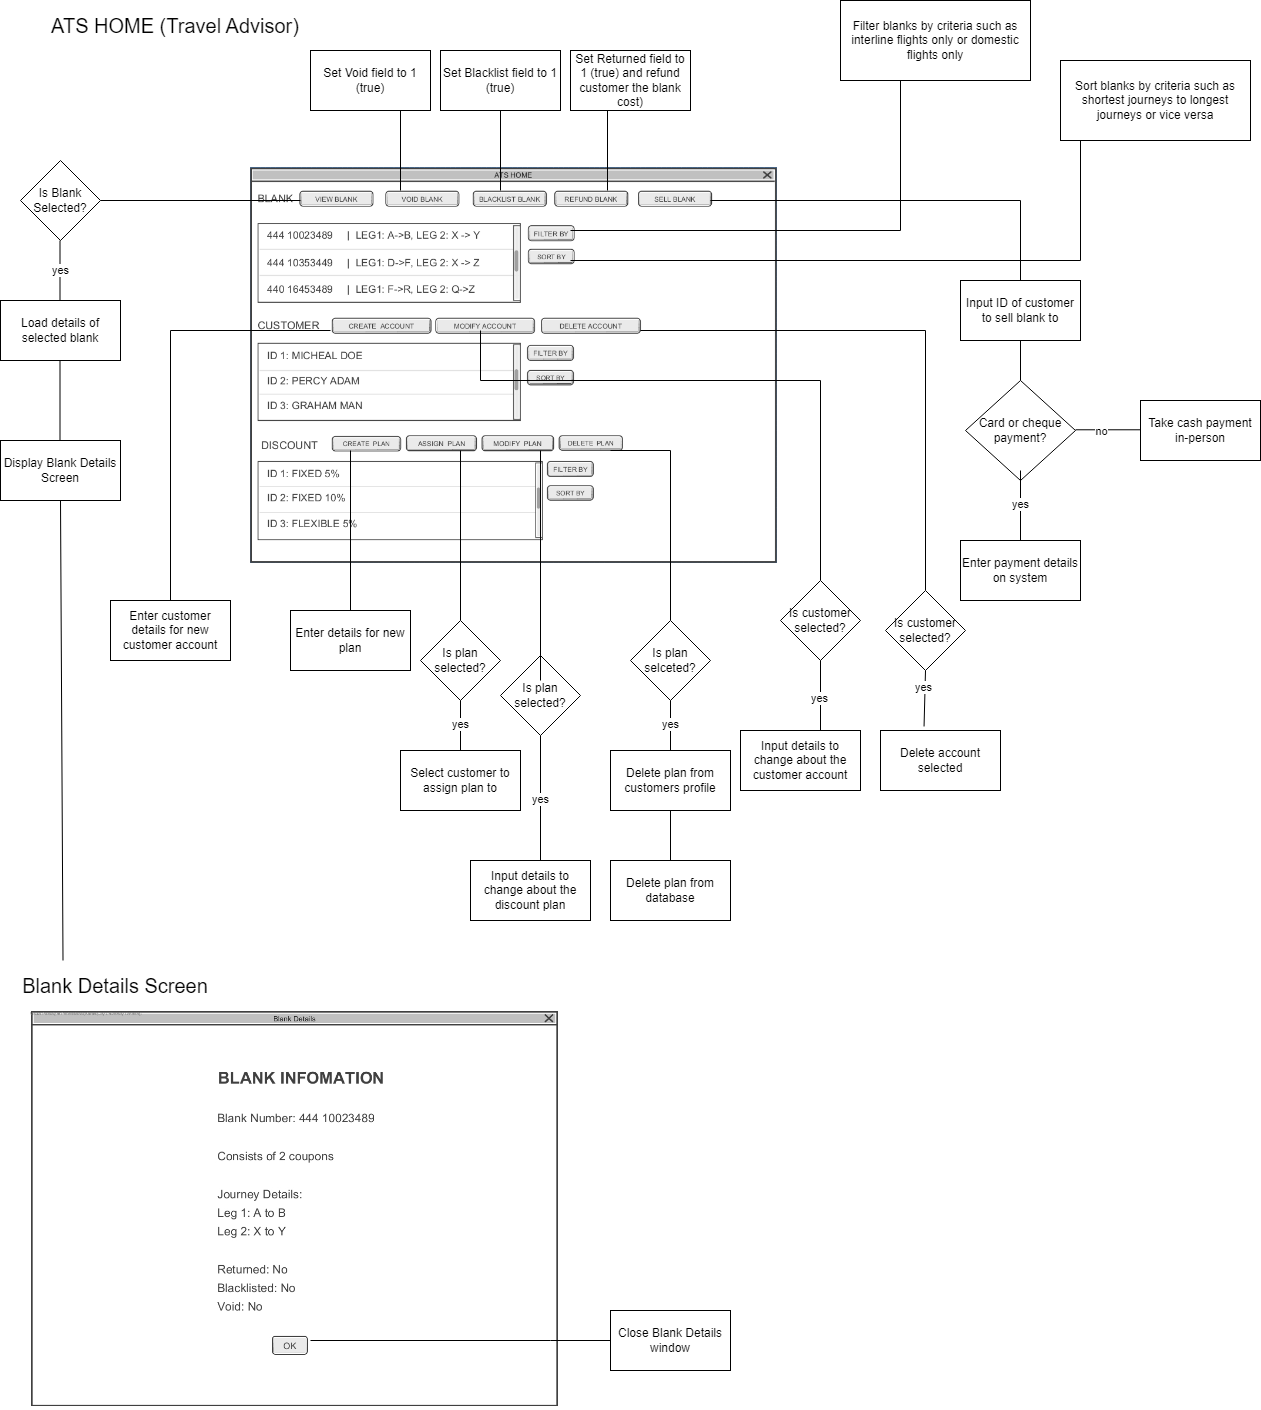 ATS HOME (Travel Advisor)
Filter blanks by criteria such as
interline flights only or domestic
flights only
Set Void field to 1
(true)
Set Blacklist field to 1
(true)
Set Returned field to
1 (true) and refund
customer the blank
cost)
Sort blanks by criteria such as
shortest journeys to longest
journeys or vice versa
Is Blank
Selected?
yes
Load details of
selected blank
Display Blank Details
Screen
ATS HOME
BLANK
VIEW BLANK
VOID BLANK
BLACKLIST BLANK
REFUND BLANK
SELL BLANK
444 10023489 | LEG1: A->B, LEG 2: X -> Y
444 10353449 | LEG1: D->F, LEG 2: X -> Z
440 16453489 | LEG1: F->R, LEG 2: Q->Z
FILTER BY
SORT BY
CUSTOMER
CREATE ACCOUNT
MODIFY ACCOUNT
DELETE ACCOUNT
ID 1: MICHEAL DOE
ID 2: PERCY ADAM
ID 3: GRAHAM MAN
FILTER BY
SORT BY
DISCOUNT
CREATE PLAN
ASSIGN PLAN
MODIFY PLAN
DELETE PLAN
ID 1: FIXED 5%
ID 2: FIXED 10%
ID 3: FLEXIBLE 5%
FILTER BY
SORT BY
Input ID of customer
to sell blank to
Card or cheque
payment?
no
Take cash payment
in-person
yes
Enter payment details
on system
Enter customer
details for new
customer account
Enter details for new
plan
Is plan
selected?
yes
Select customer to
assign plan to
Is plan
selected?
yes
Input details to
change about the
discount plan
Is plan
selceted?
yes
Delete plan from
customers profile
Delete plan from
database
Is customer
selected?
yes
Input details to
change about the
customer account
Is customer
selected?
yes
Delete account
selected
Blank Details Screen
Blank Details
BLANK INFOMATION
Blank Number: 444 10023489
Consists of 2 coupons
Journey Details:
Leg 1: A to B
Leg 2: X to Y
Returned: No
Blacklisted: No
Void: No
OK
Close Blank Details
window